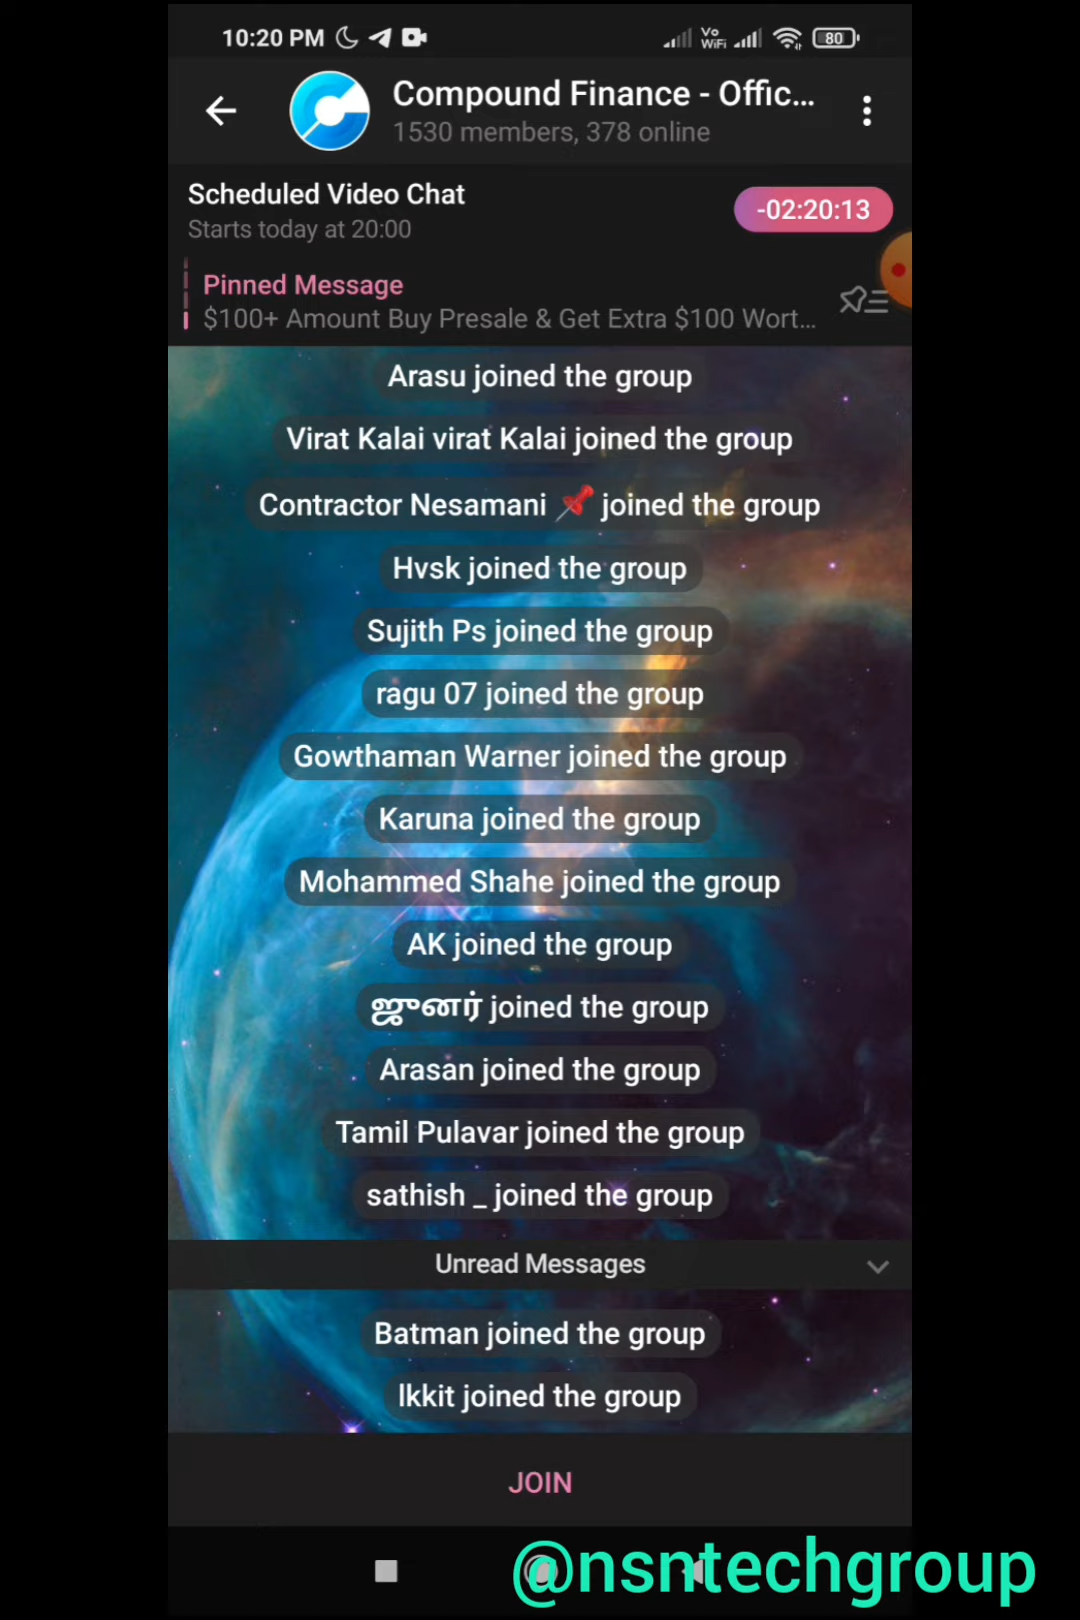 10:20 PM
Vo
WiFi
80
Compound Finance - Offic...
1530 members, 378 online
Scheduled Video Chat
Starts today at 20:00
-02:20:13
Pinned Message
$100+ Amount Buy Presale & Get Extra $100 Wort...
Arasu joined the group
Virat Kalai virat Kalai joined the group
Contractor Nesamani 📌 joined the group
Hvsk joined the group
Sujith Ps joined the group
ragu 07 joined the group
Gowthaman Warner joined the group
Karuna joined the group
Mohammed Shahe joined the group
AK joined the group
ஜுனர் joined the group
Arasan joined the group
Tamil Pulavar joined the group
sathish _ joined the group
Unread Messages
Batman joined the group
lkkit joined the group
JOIN
@nsntechgroup